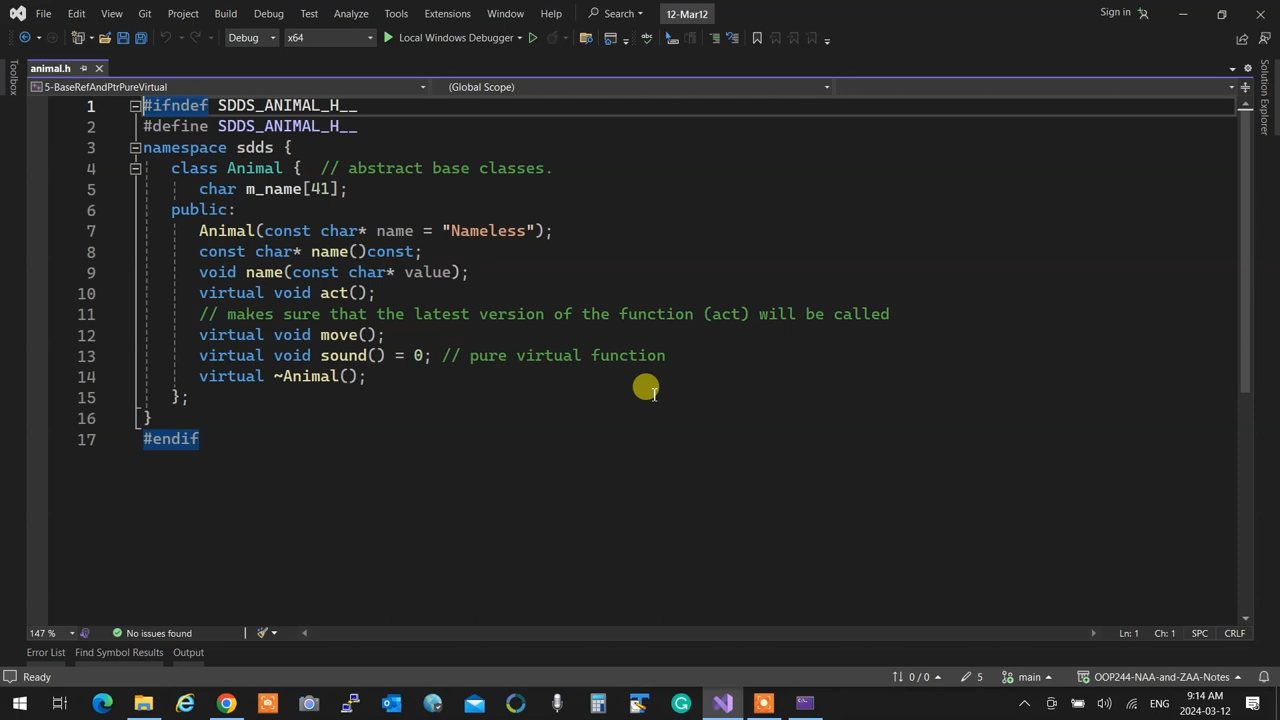 File Edit View Git Project Build Debug Test Analyze Tools Extensions Window Help Search 12-Mar12 Sign in
Debug x64 Local Windows Debugger
animal.h
5-BaseRefAndPtrPureVirtual (Global Scope)
Toolbox
Solution Explorer
1 #ifndef SDDS_ANIMAL_H__
2 #define SDDS_ANIMAL_H__
3 namespace sdds {
4 class Animal { // abstract base classes.
5 char m_name[41];
6 public:
7 Animal(const char* name = "Nameless");
8 const char* name()const;
9 void name(const char* value);
10 virtual void act();
11 // makes sure that the latest version of the function (act) will be called
12 virtual void move();
13 virtual void sound() = 0; // pure virtual function
14 virtual ~Animal();
15 };
16 }
17 #endif
147 % No issues found Ln: 1 Ch: 1 SPC CRLF
Error List Find Symbol Results Output
Ready 0 / 0 5 main OOP244-NAA-and-ZAA-Notes
ENG 9:14 AM
2024-03-12